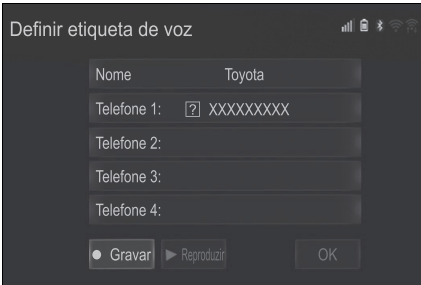 Definir etiqueta de voz
Nome Toyota
Telefone 1: ? XXXXXXXXX
Telefone 2:
Telefone 3:
Telefone 4:
Gravar Reproduzir OK